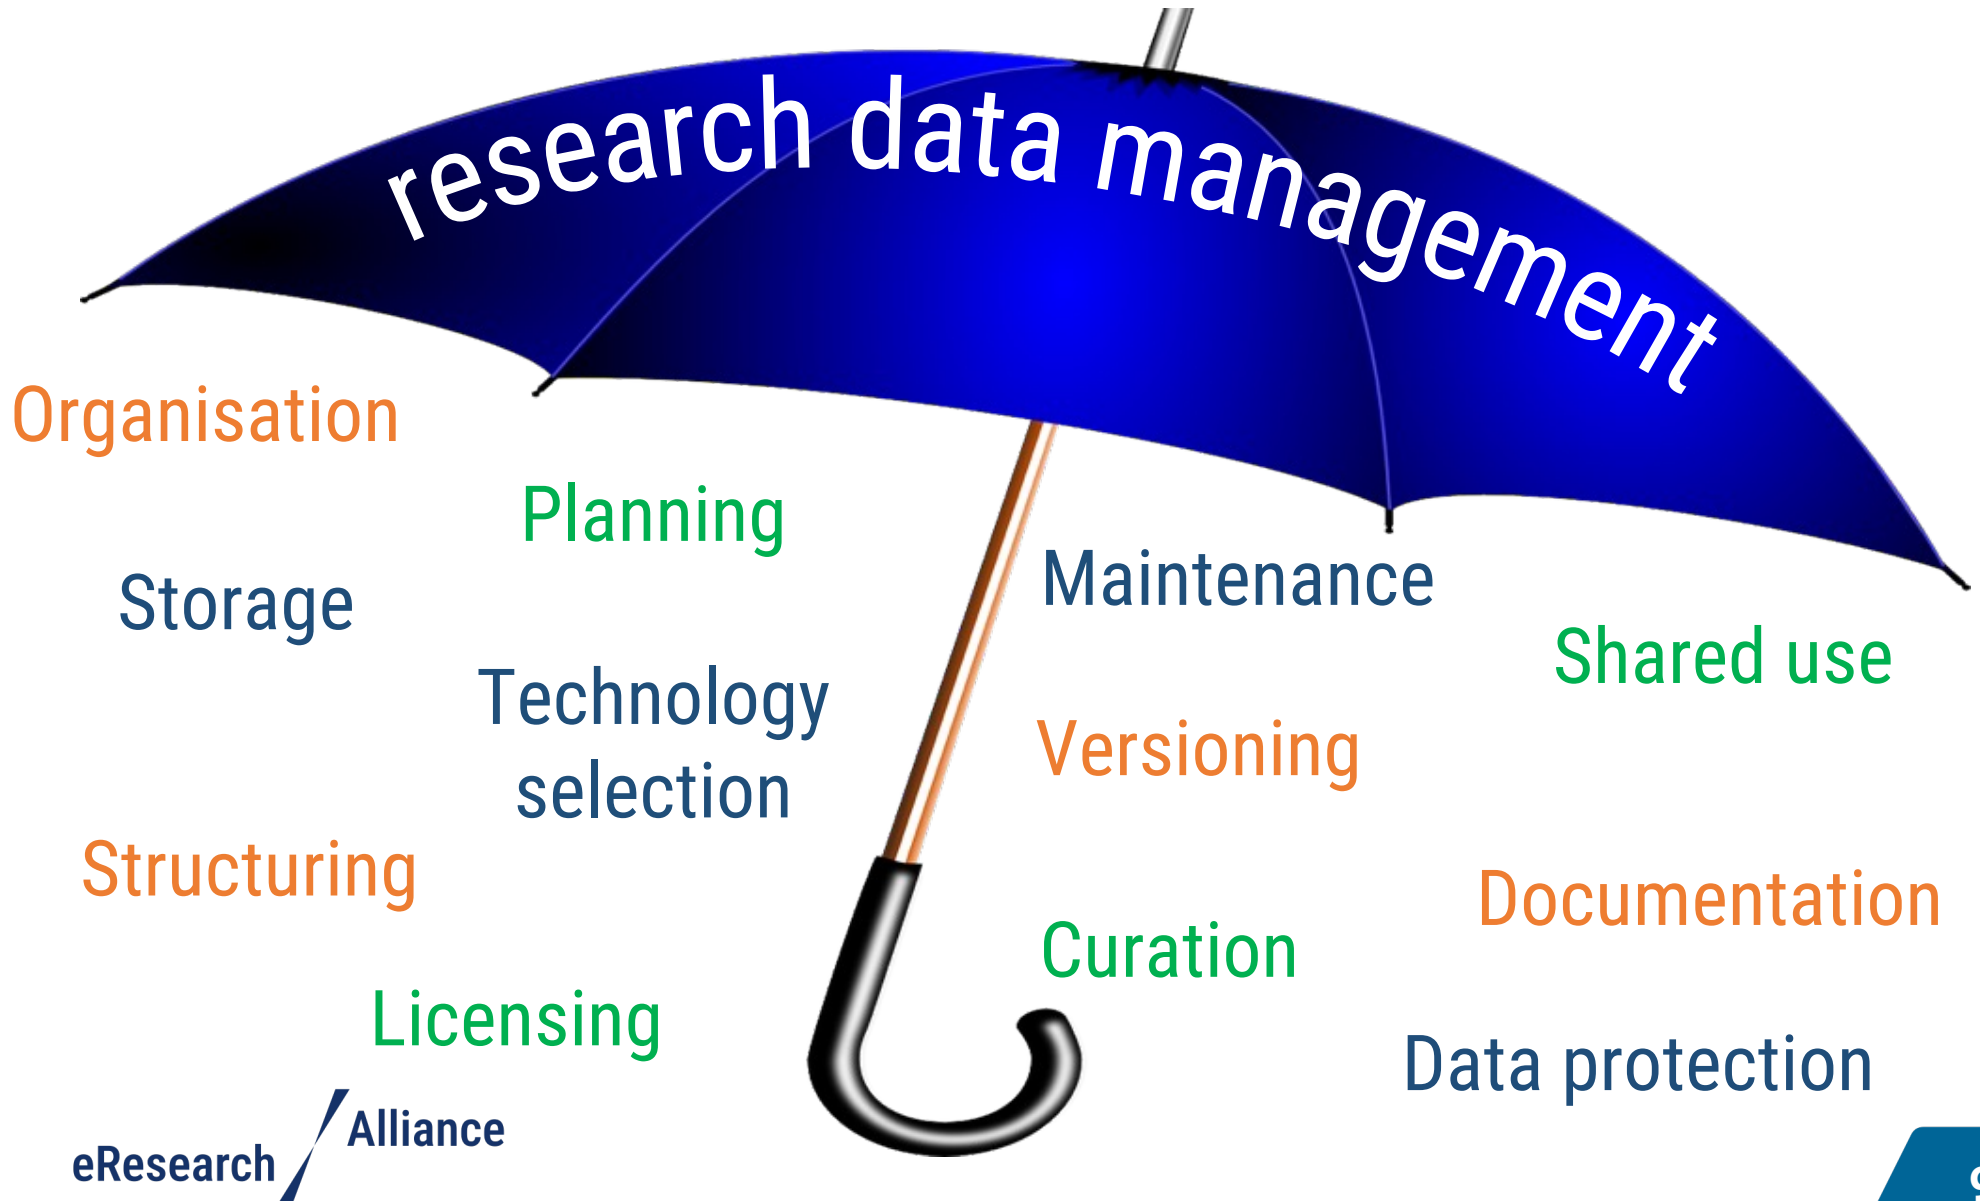 research data management
Organisation
Planning
Storage
Maintenance
Shared use
Technology
selection
Versioning
Structuring
Documentation
Curation
Licensing
Data protection
eResearch
Alliance